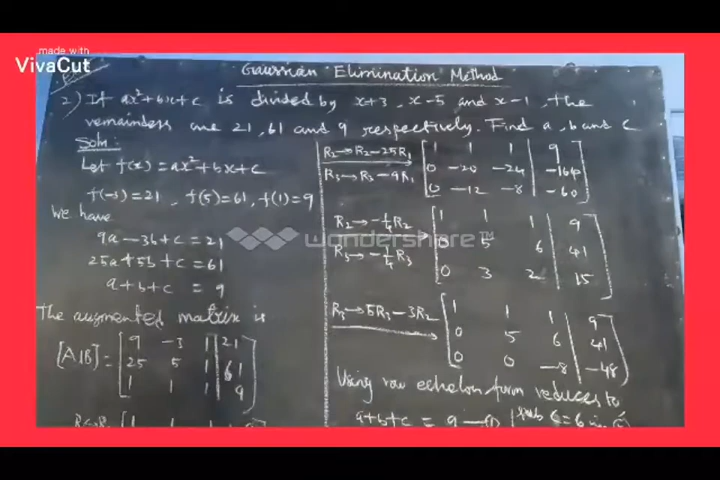 made with
VivaCut
Gaussian Elimination Method
2) If ax²+bx+c is divided by x+3, x-5 and x-1, the
remainders are 21, 61 and 9 respectively. Find a, b and c
Soln:
Let f(x) = ax²+bx+c
f(-3)=21, f(5)=61, f(1)=9
We have
9a-3b+c=21
25a+5b+c=61
a+b+c = 9
The augmented matrix is
[A|B] = [ 9 -3 1 | 21
25 5 1 | 61
1 1 1 | 9 ]
R2→R2-25R1
R3→R3-9R1
[ 1 1 1 | 9
0 -20 -24 | -164
0 -12 -8 | -60 ]
R2→-1/4R2
R3→-1/4R3
[ 1 1 1 | 9
0 5 6 | 41
0 3 2 | 15 ]
R3→5R3-3R2
[ 1 1 1 | 9
0 5 6 | 41
0 0 -8 | -48 ]
Using row echelon form reduces to
a+b+c = 9 —① | sub c=6 in
wondershare
TM